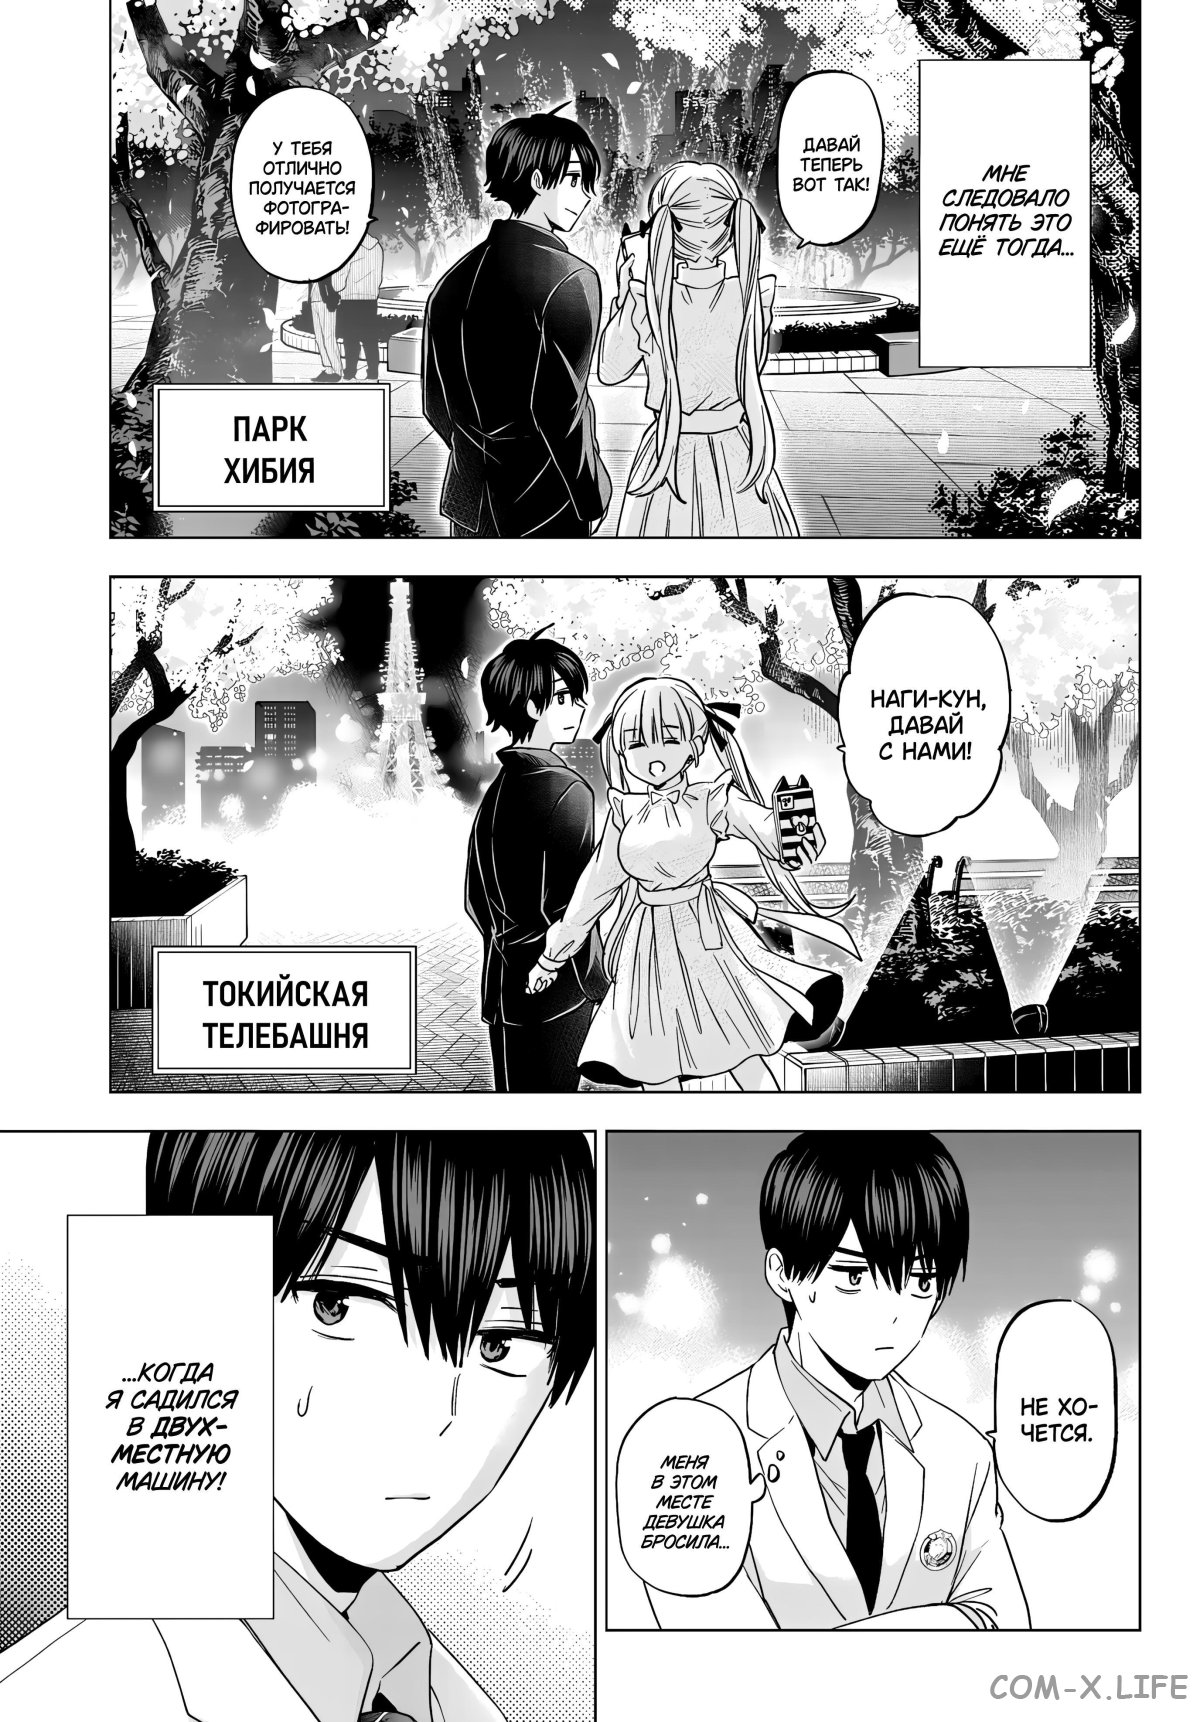 МНЕ
СЛЕДОВАЛО
ПОНЯТЬ ЭТО
ЕЩЁ ТОГДА...
ДАВАЙ
ТЕПЕРЬ
ВОТ ТАК!
У ТЕБЯ
ОТЛИЧНО
ПОЛУЧАЕТСЯ
ФОТОГРА-
ФИРОВАТЬ!
ПАРК
ХИБИЯ
НАГИ-КУН,
ДАВАЙ
С НАМИ!
ТОКИЙСКАЯ
ТЕЛЕБАШНЯ
НЕ ХО-
ЧЕТСЯ.
МЕНЯ
В ЭТОМ
МЕСТЕ
ДЕВУШКА
БРОСИЛА...
...КОГДА
Я САДИЛСЯ
В ДВУХ-
МЕСТНУЮ
МАШИНУ!
COM-X.LIFE